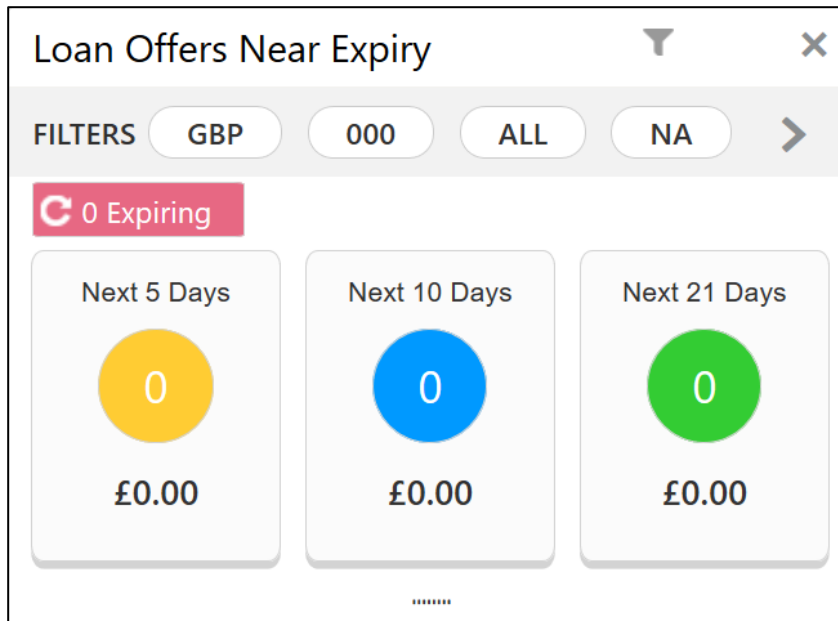 Loan Offers Near Expiry
FILTERS GBP 000 ALL NA
0 Expiring
Next 5 Days Next 10 Days Next 21 Days
0 0 0
£0.00 £0.00 £0.00